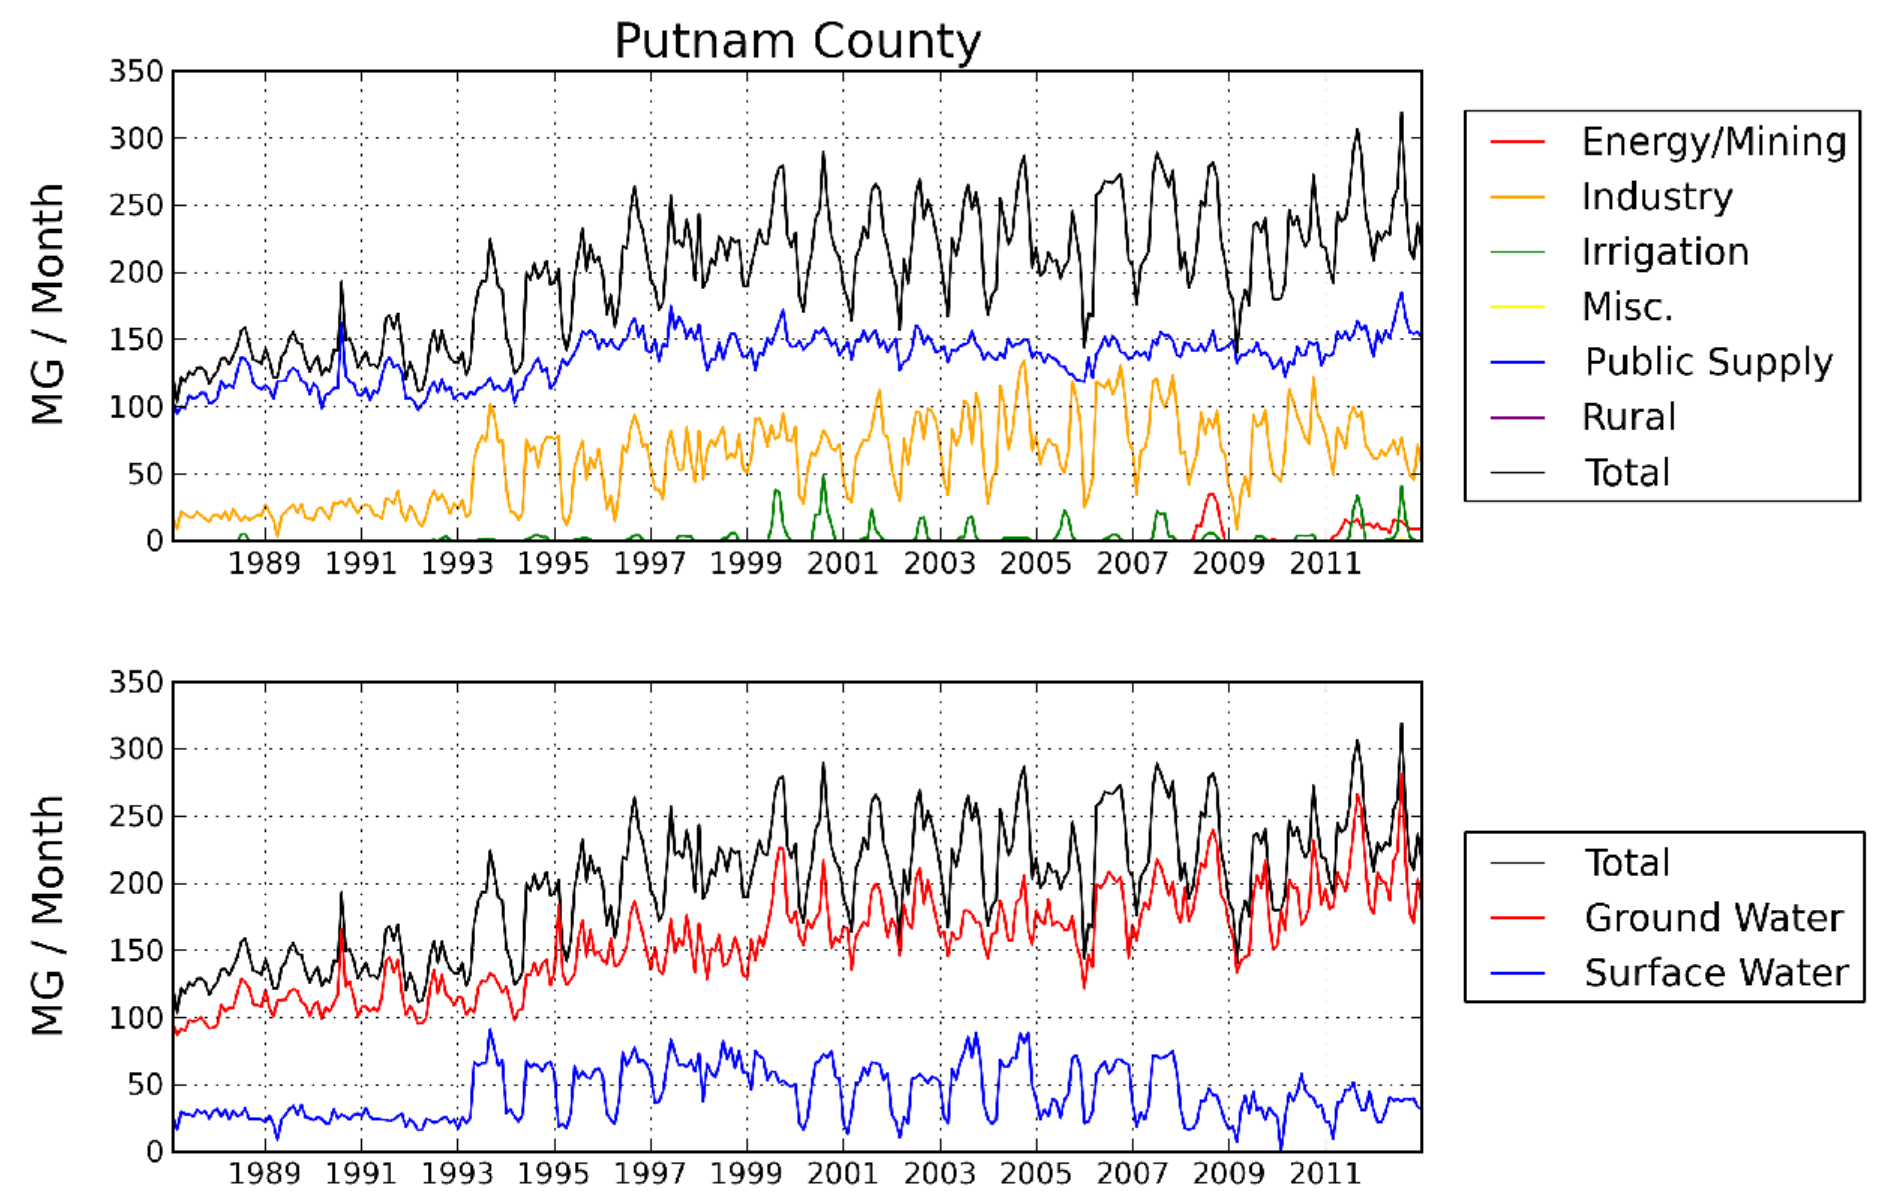 Putnam County
MG / Month
350
300
250
200
150
100
50
0
1989 1991 1993 1995 1997 1999 2001 2003 2005 2007 2009 2011
Energy/Mining
Industry
Irrigation
Misc.
Public Supply
Rural
Total
MG / Month
350
300
250
200
150
100
50
0
1989 1991 1993 1995 1997 1999 2001 2003 2005 2007 2009 2011
Total
Ground Water
Surface Water